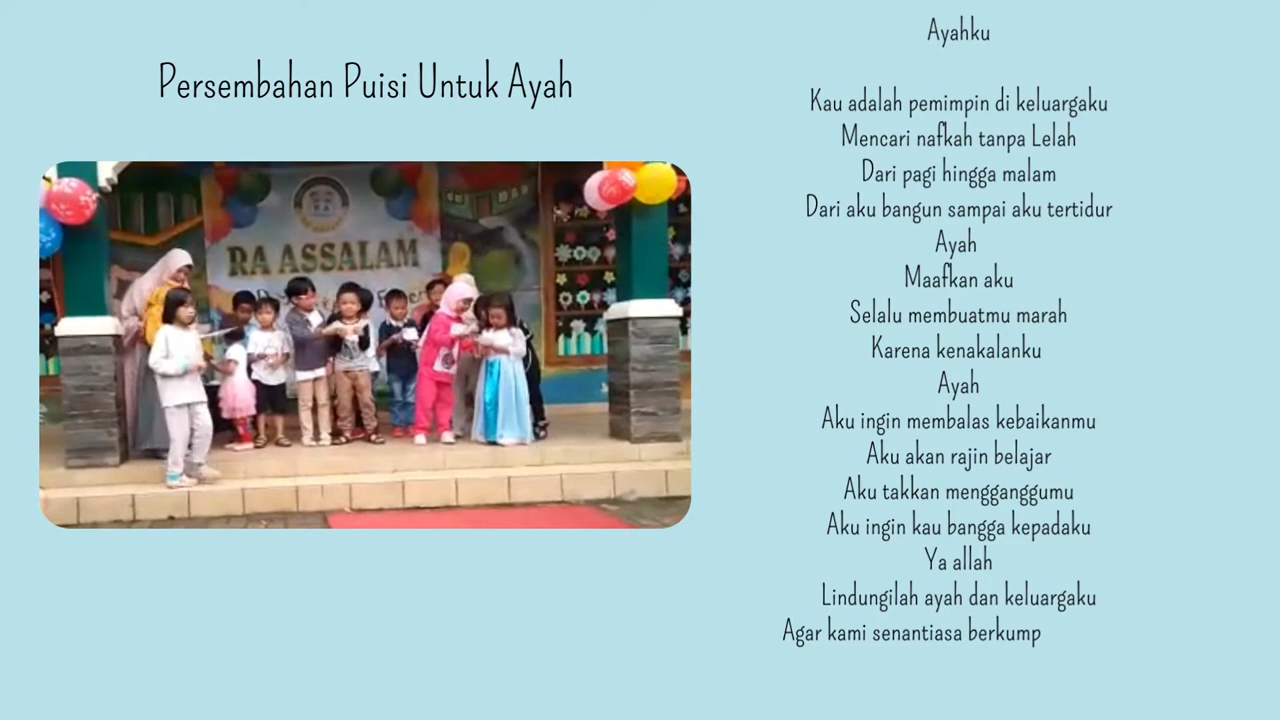 Persembahan Puisi Untuk Ayah
RA ASSALAM
Ayahku
Kau adalah pemimpin di keluargaku
Mencari nafkah tanpa Lelah
Dari pagi hingga malam
Dari aku bangun sampai aku tertidur
Ayah
Maafkan aku
Selalu membuatmu marah
Karena kenakalanku
Ayah
Aku ingin membalas kebaikanmu
Aku akan rajin belajar
Aku takkan mengganggumu
Aku ingin kau bangga kepadaku
Ya allah
Lindungilah ayah dan keluargaku
Agar kami senantiasa berkump